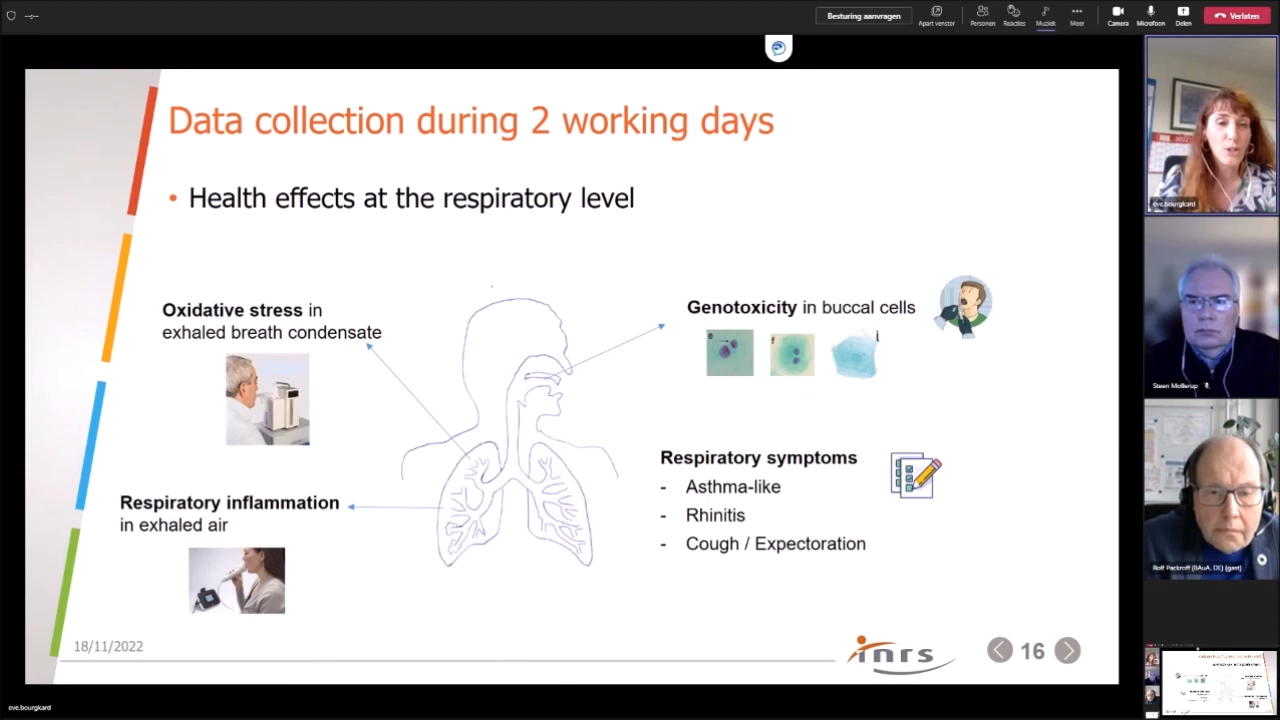 Besturing aanvragen
Apart venster
Personen
Reacties
Muziek
Meer
Camera
Microfoon
Delen
Verlaten
Data collection during 2 working days
• Health effects at the respiratory level
Oxidative stress in
exhaled breath condensate
Genotoxicity in buccal cells
e
f
i
Respiratory symptoms
- Asthma-like
- Rhinitis
- Cough / Expectoration
Respiratory inflammation
in exhaled air
18/11/2022
inrs
16
eve.bourgkard
Steen Mollerup
Rolf Packroff (BAuA, DE) (gast)
eve.bourgkard